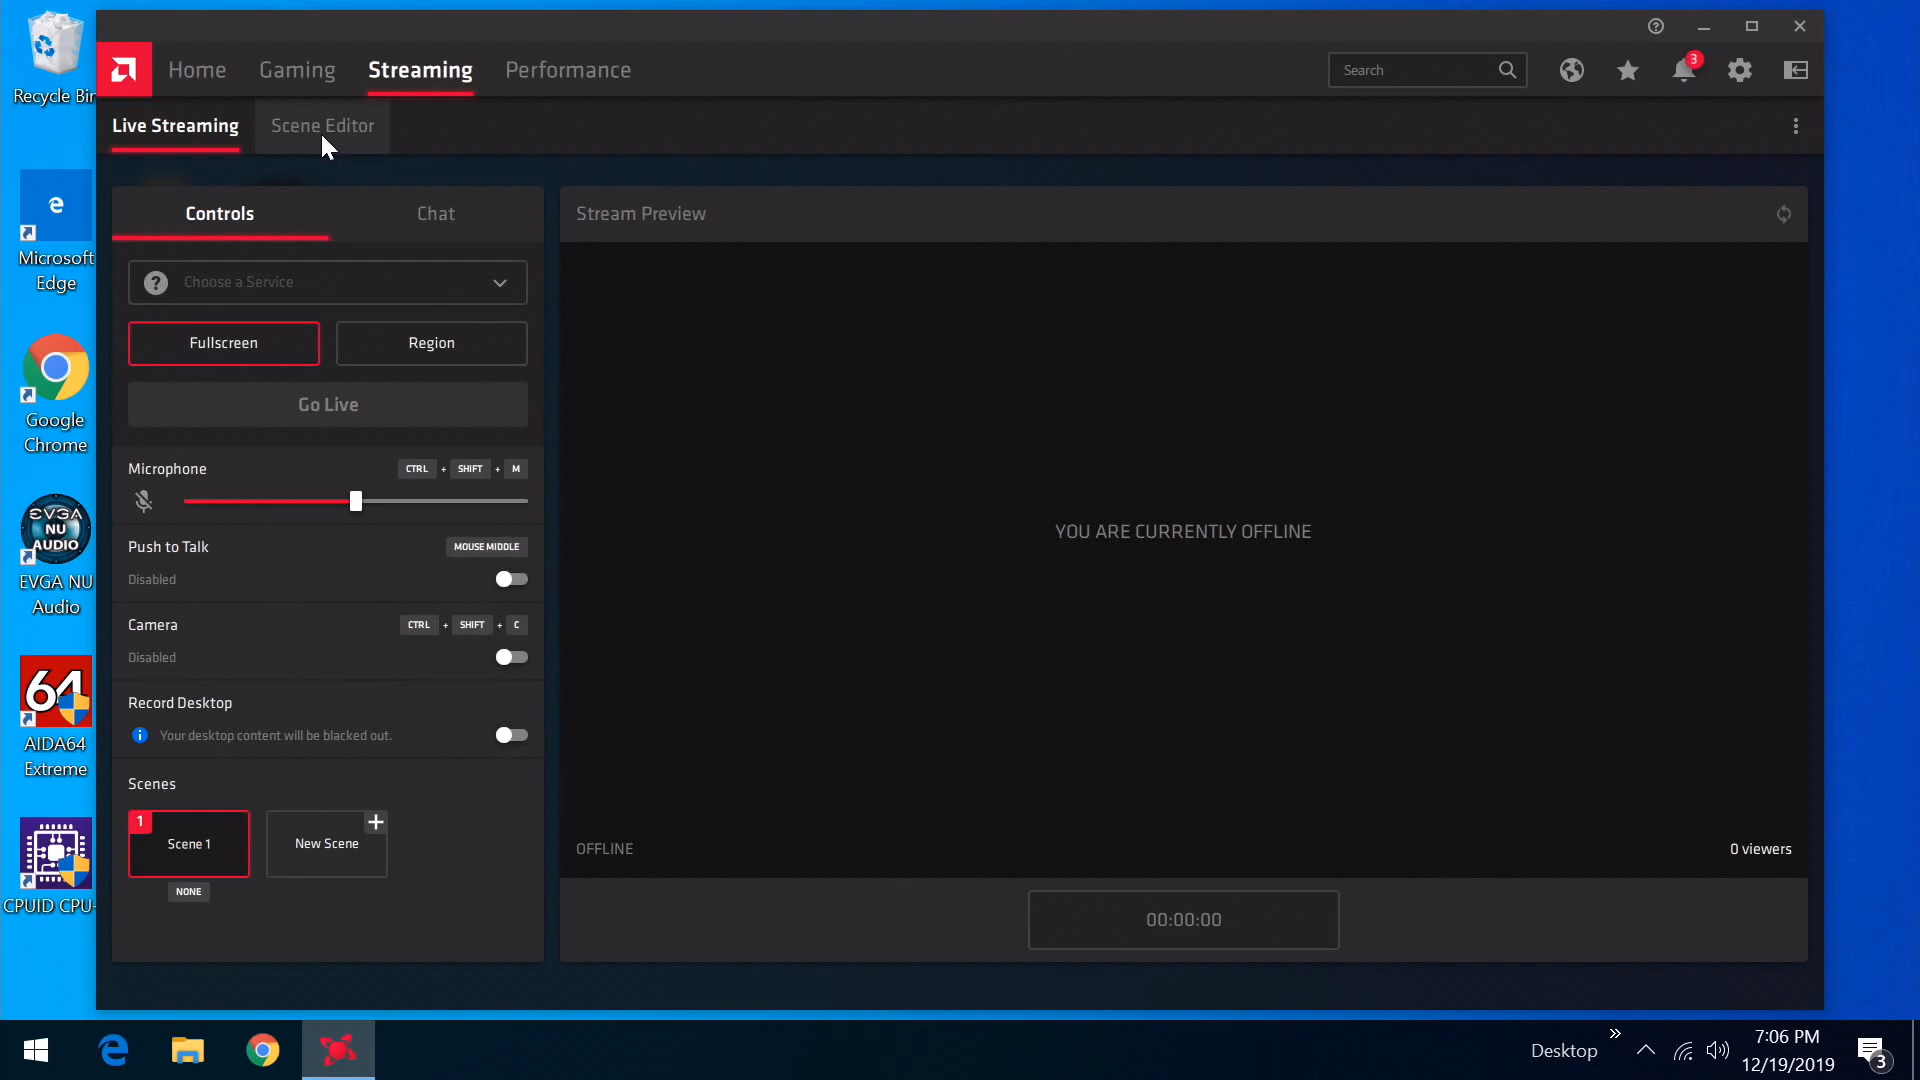 Recycle Bin
Home
Gaming
Streaming
Performance
Search
3
Live Streaming
Scene Editor
Controls
Chat
Stream Preview
? Choose a Service
Fullscreen
Region
Go Live
Microphone
CTRL + SHIFT + M
Push to Talk
MOUSE MIDDLE
Disabled
Camera
CTRL + SHIFT + C
Disabled
Record Desktop
Your desktop content will be blacked out.
Scenes
1
Scene 1
New Scene
NONE
YOU ARE CURRENTLY OFFLINE
OFFLINE
0 viewers
00:00:00
Microsoft
Edge
Google
Chrome
EVGA
NU
AUDIO
EVGA NU
Audio
64
AIDA64
Extreme
CPUID CPU-
Desktop
7:06 PM
12/19/2019
3